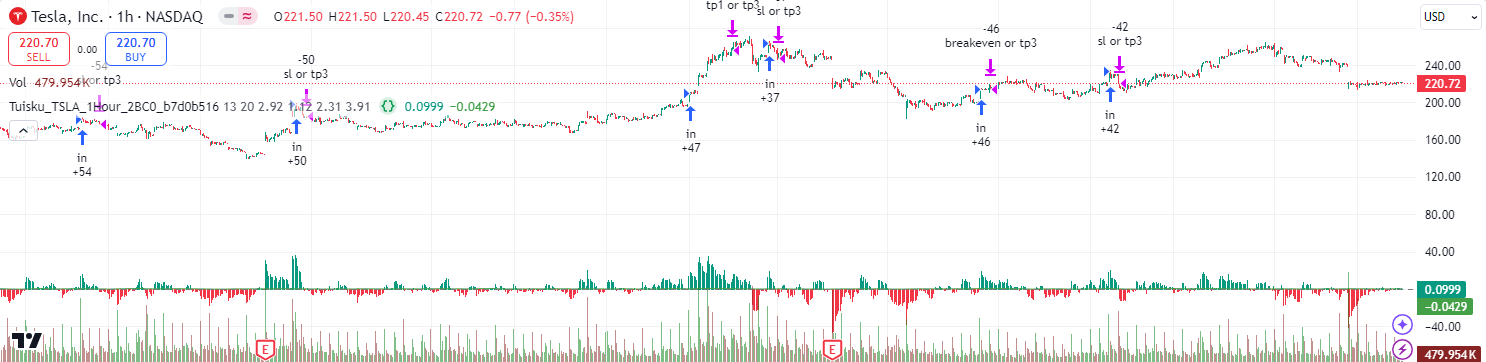 Tesla, Inc. · 1h · NASDAQ O221.50 H221.50 L220.45 C220.72 −0.77 (−0.35%)
USD
220.70 SELL
0.00
220.70 BUY
Vol 479.954K
Tuisku_TSLA_1Hour_2BC0_b7d0b516 13 20 2.92 1.12 2.31 3.91 {} 0.0999 −0.0429
-54
sl or tp3
in
+54
-50
sl or tp3
in
+50
in
+47
tp1 or tp3
sl or tp3
in
+37
-46
breakeven or tp3
in
+46
-42
sl or tp3
in
+42
240.00
220.72
200.00
160.00
120.00
80.00
40.00
0.0999
−0.0429
−40.00
479.954K
E
E